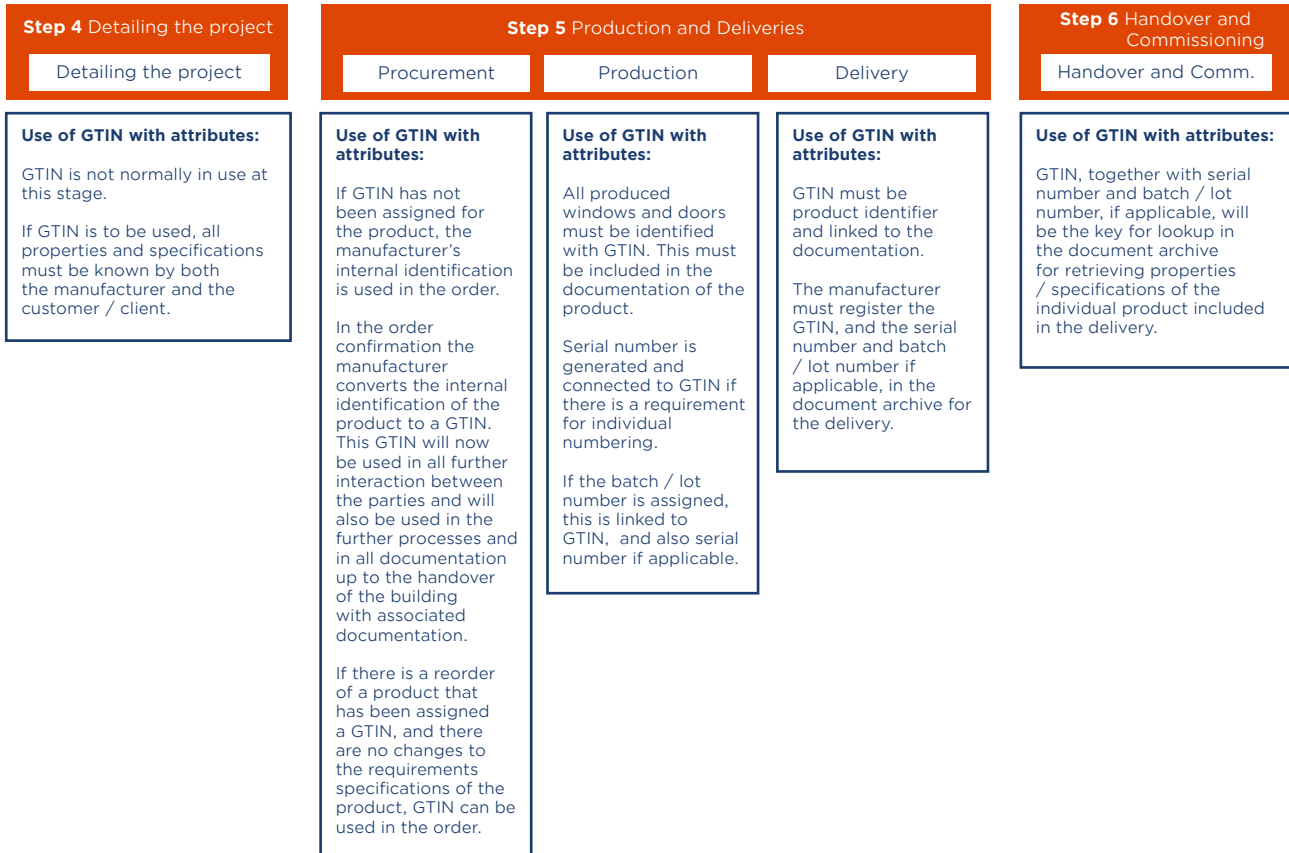 Step 4 Detailing the project
Detailing the project
Step 5 Production and Deliveries
Procurement
Production
Delivery
Step 6 Handover and
Commissioning
Handover and Comm.
Use of GTIN with attributes:
GTIN is not normally in use at
this stage.
If GTIN is to be used, all
properties and specifications
must be known by both
the manufacturer and the
customer / client.
Use of GTIN with
attributes:
If GTIN has not
been assigned for
the product, the
manufacturer's
internal identification
is used in the order.
In the order
confirmation the
manufacturer
converts the internal
identification of the
product to a GTIN.
This GTIN will now
be used in all further
interaction between
the parties and will
also be used in the
further processes and
in all documentation
up to the handover
of the building
with associated
documentation.
If there is a reorder
of a product that
has been assigned
a GTIN, and there
are no changes to
the requirements
specifications of the
product, GTIN can be
used in the order.
Use of GTIN with
attributes:
All produced
windows and doors
must be identified
with GTIN. This must
be included in the
documentation of the
product.
Serial number is
generated and
connected to GTIN if
there is a requirement
for individual
numbering.
If the batch / lot
number is assigned,
this is linked to
GTIN, and also serial
number if applicable.
Use of GTIN with
attributes:
GTIN must be
product identifier
and linked to the
documentation.
The manufacturer
must register the
GTIN, and the serial
number and batch
/ lot number if
applicable, in the
document archive for
the delivery.
Use of GTIN with attributes:
GTIN, together with serial
number and batch / lot
number, if applicable, will
be the key for lookup in
the document archive
for retrieving properties
/ specifications of the
individual product included
in the delivery.